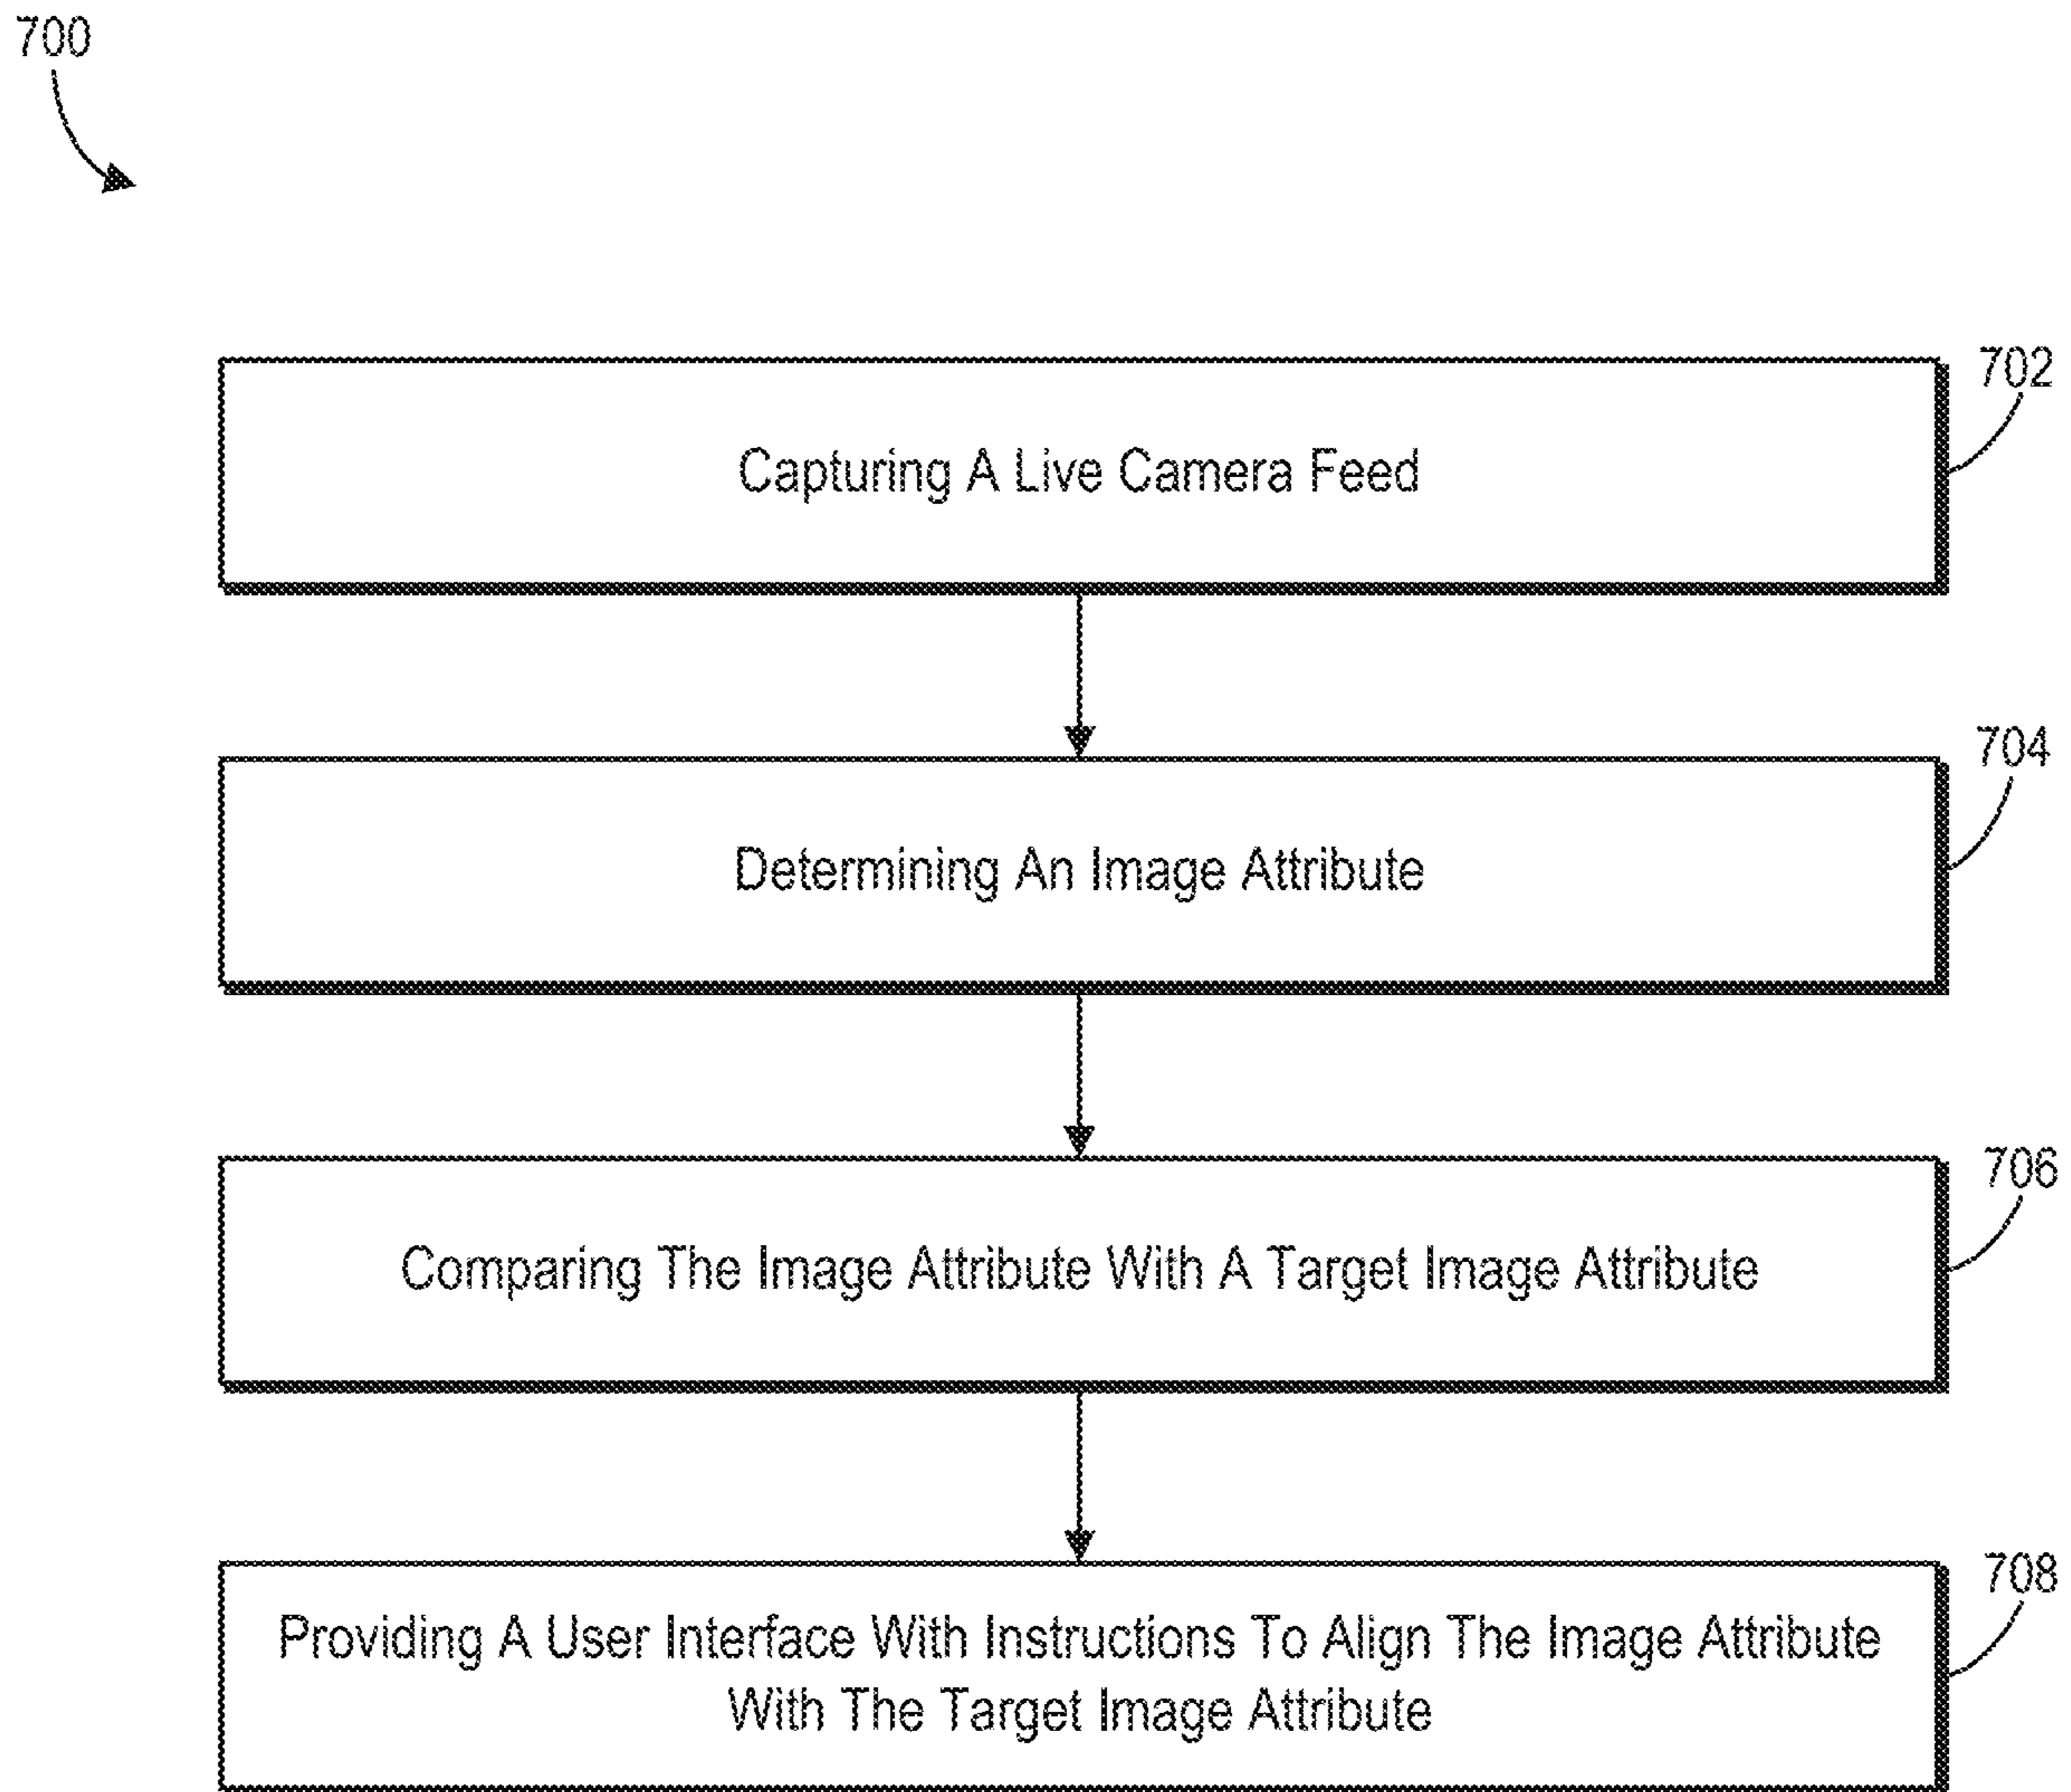 700
702
Capturing A Live Camera Feed
704
Determining An Image Attribute
706
Comparing The Image Attribute With A Target Image Attribute
708
Providing A User Interface With Instructions To Align The Image Attribute
With The Target Image Attribute